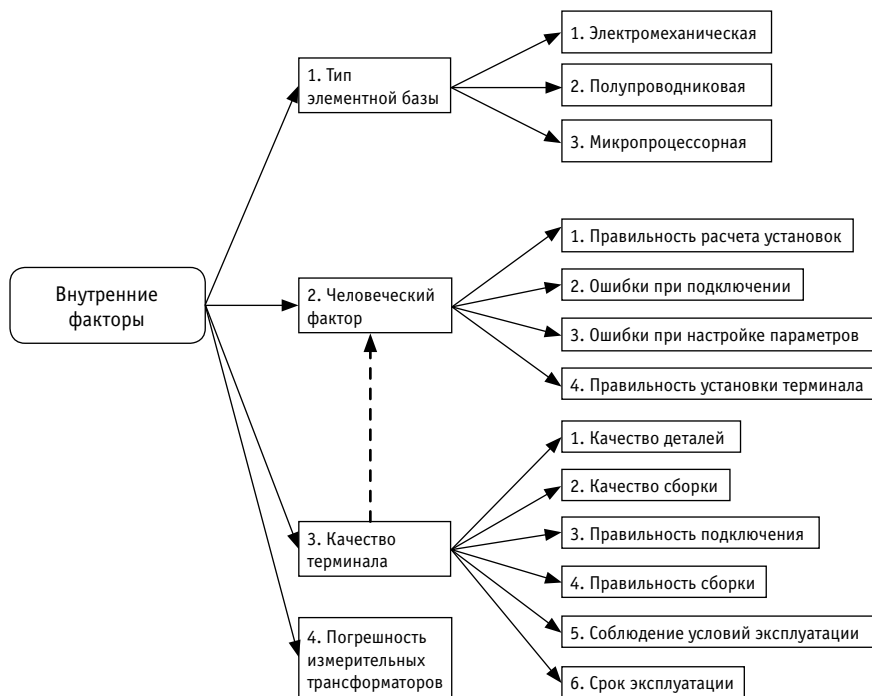 Внутренние
факторы
1. Тип
элементной базы
1. Электромеханическая
2. Полупроводниковая
3. Микропроцессорная
2. Человеческий
фактор
1. Правильность расчета установок
2. Ошибки при подключении
3. Ошибки при настройке параметров
4. Правильность установки терминала
3. Качество
терминала
1. Качество деталей
2. Качество сборки
3. Правильность подключения
4. Правильность сборки
5. Соблюдение условий эксплуатации
6. Срок эксплуатации
4. Погрешность
измерительных
трансформаторов